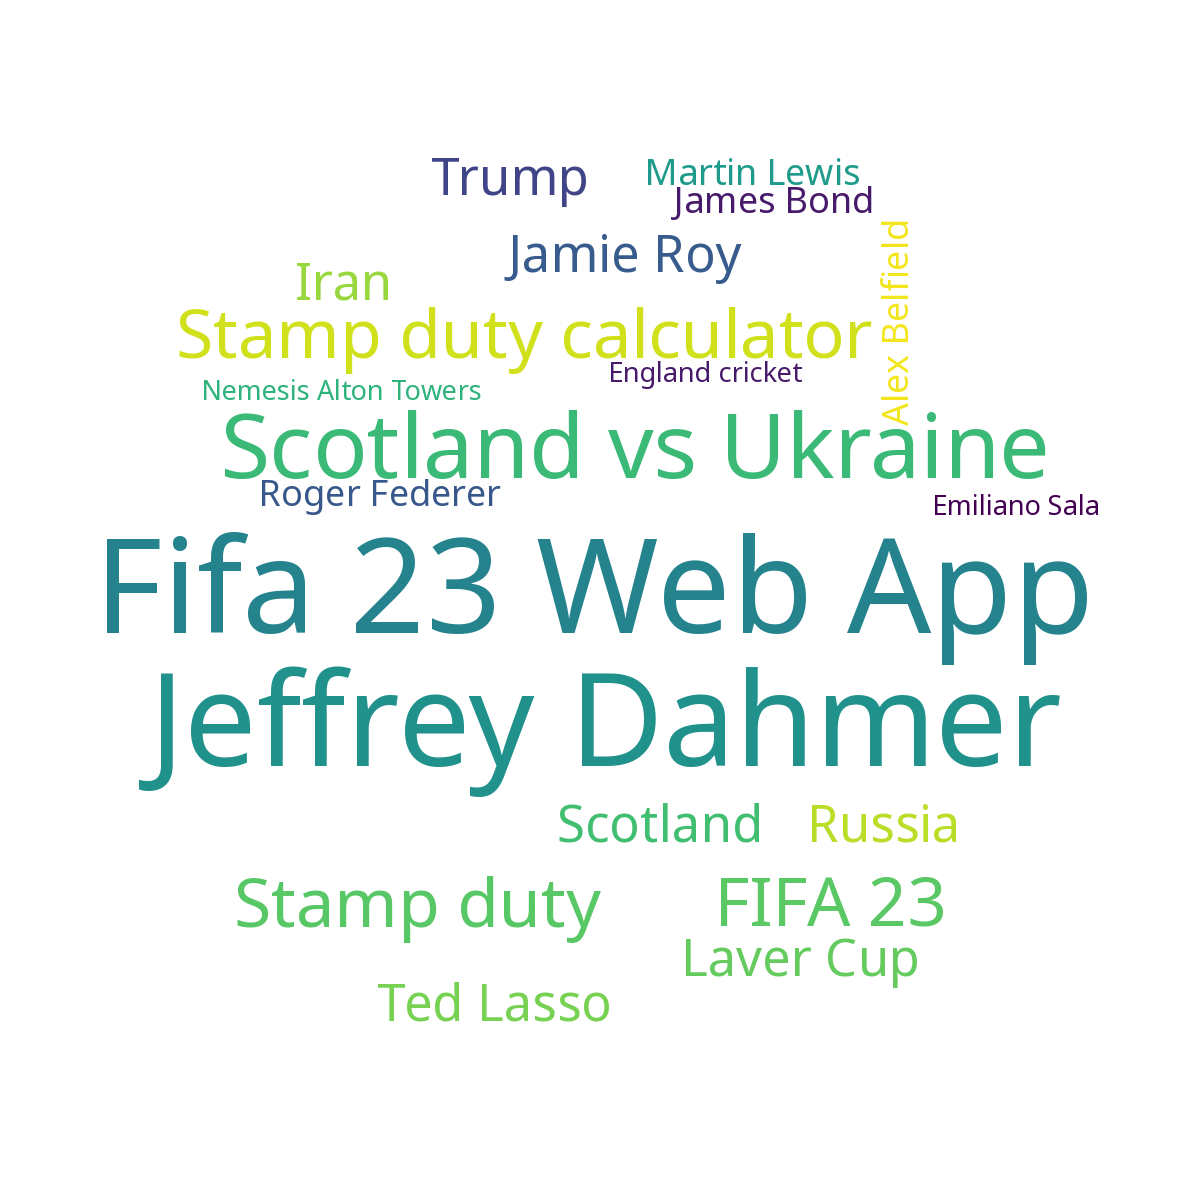 Trump
Martin Lewis
James Bond
Jamie Roy
Alex Belfield
Iran
Stamp duty calculator
England cricket
Nemesis Alton Towers
Scotland vs Ukraine
Roger Federer
Emiliano Sala
Fifa 23 Web App
Jeffrey Dahmer
Scotland
Russia
Stamp duty
FIFA 23
Laver Cup
Ted Lasso